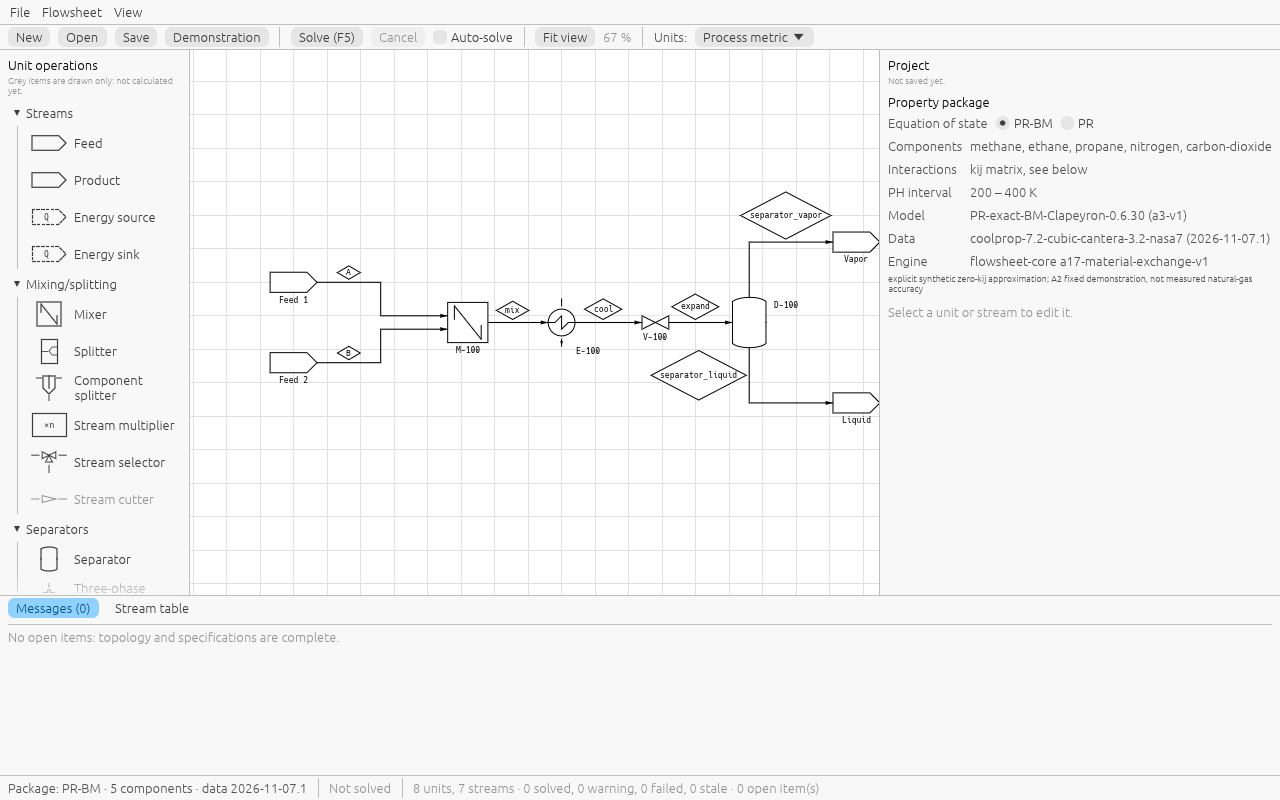 File Flowsheet View
New Open Save Demonstration Solve (F5) Cancel Auto-solve Fit view 67 % Units: Process metric
Unit operations
Grey items are drawn only: not calculated
yet.
Streams
Feed
Product
Q Energy source
Q Energy sink
Mixing/splitting
Mixer
Splitter
Component
splitter
×n Stream multiplier
Stream selector
Stream cutter
Separators
Separator
Three-phase
separator_vapor
Vapor
A
Feed 1
mix
cool
expand
D-100
M-100
E-100
V-100
B
Feed 2
separator_liquid
Liquid
Project
Not saved yet.
Property package
Equation of state PR-BM PR
Components methane, ethane, propane, nitrogen, carbon-dioxide
Interactions kij matrix, see below
PH interval 200 – 400 K
Model PR-exact-BM-Clapeyron-0.6.30 (a3-v1)
Data coolprop-7.2-cubic-cantera-3.2-nasa7 (2026-11-07.1)
Engine flowsheet-core a17-material-exchange-v1
explicit synthetic zero-kij approximation; A2 fixed demonstration, not measured natural-gas
accuracy
Select a unit or stream to edit it.
Messages (0) Stream table
No open items: topology and specifications are complete.
Package: PR-BM · 5 components · data 2026-11-07.1 Not solved 8 units, 7 streams · 0 solved, 0 warning, 0 failed, 0 stale · 0 open item(s)